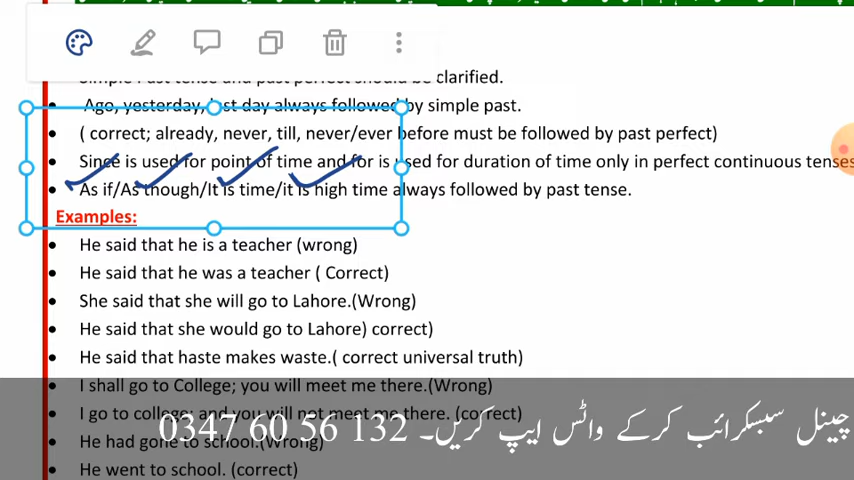 Simple Past tense and past perfect should be clarified.
• Ago, yesterday, last day always followed by simple past.
• ( correct; already, never, till, never/ever before must be followed by past perfect)
• Since is used for point of time and for is used for duration of time only in perfect continuous tenses
• As if/As though/It is time/it is high time always followed by past tense.
Examples:
• He said that he is a teacher (wrong)
• He said that he was a teacher ( Correct)
• She said that she will go to Lahore.(Wrong)
• He said that she would go to Lahore) correct)
• He said that haste makes waste.( correct universal truth)
• I shall go to College; you will meet me there.(Wrong)
• I go to college; and you will not meet me there. (correct)
چینل سبسکرائب کرکے واٹس ایپ کریں۔ 0347 60 56 132
• He had gone to school.(Wrong)
• He went to school. (correct)